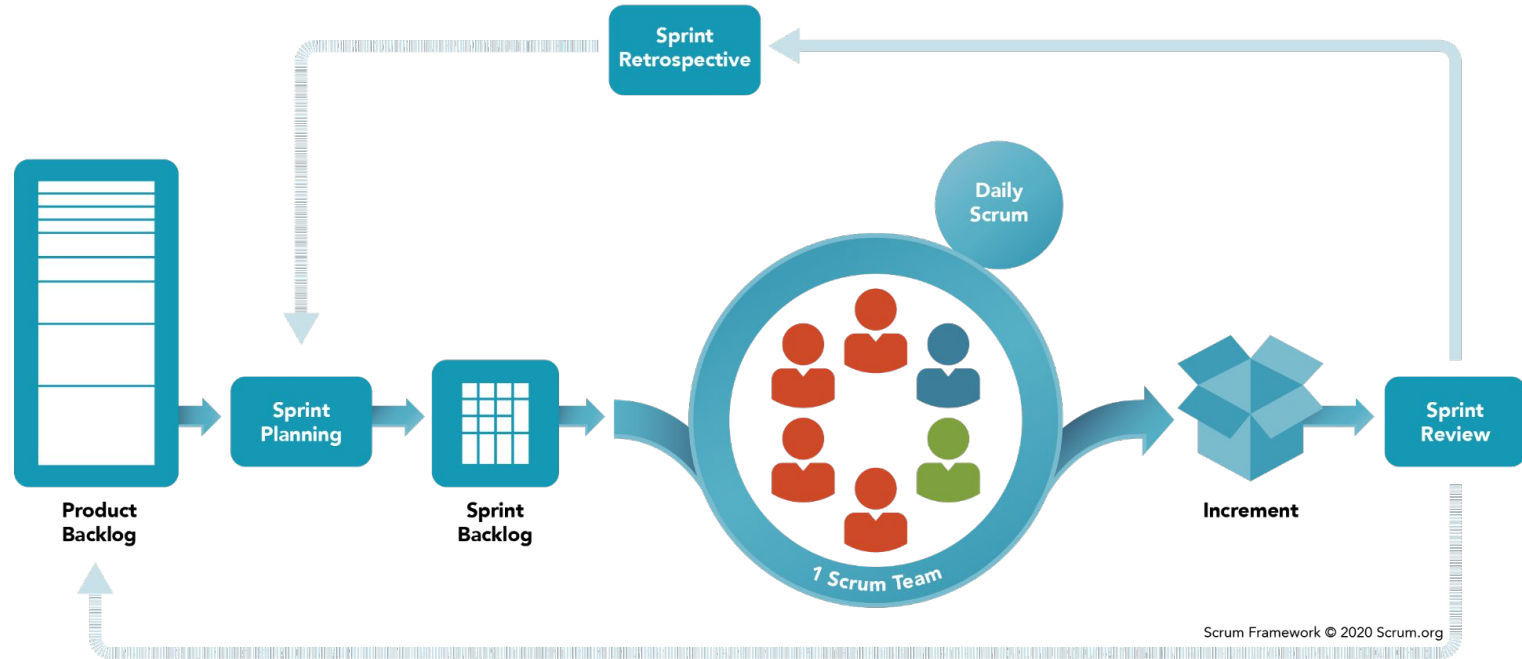 Sprint
Retrospective
Daily
Scrum
Sprint
Planning
Sprint
Review
Product
Backlog
Sprint
Backlog
Increment
1 Scrum Team
Scrum Framework © 2020 Scrum.org